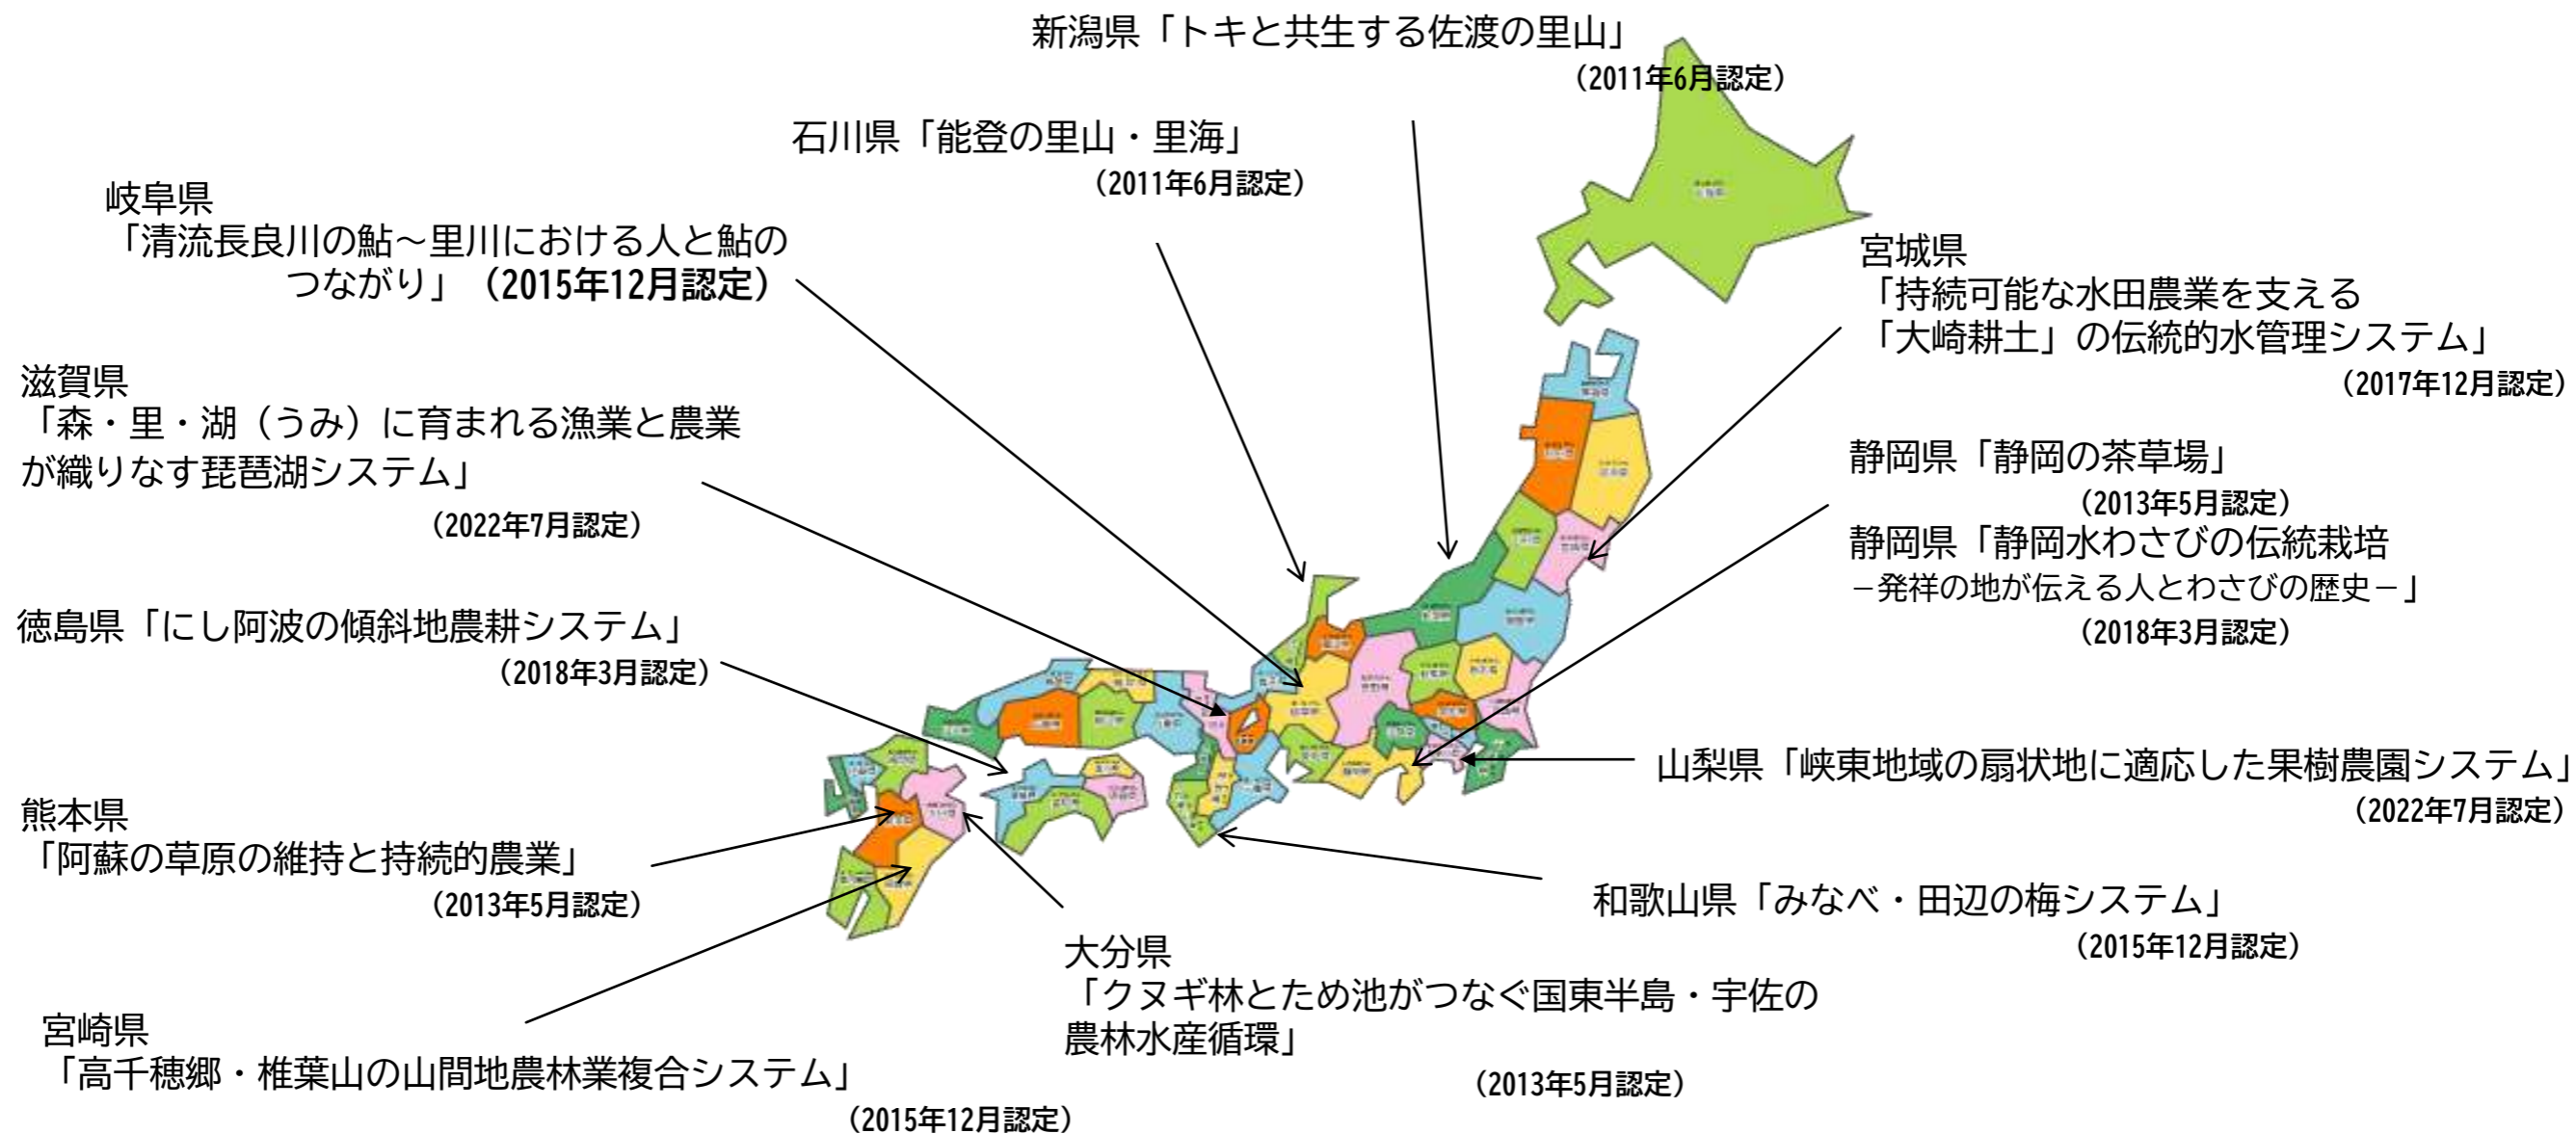 新潟県「トキと共生する佐渡の里山」
（2011年6月認定）
石川県「能登の里山・里海」
（2011年6月認定）
岐阜県
「清流長良川の鮎～里川における人と鮎の
つながり」（2015年12月認定）
宮城県
「持続可能な水田農業を支える
「大崎耕土」の伝統的水管理システム」
（2017年12月認定）
滋賀県
「森・里・湖（うみ）に育まれる漁業と農業
が織りなす琵琶湖システム」
（2022年7月認定）
静岡県「静岡の茶草場」
（2013年5月認定）
静岡県「静岡水わさびの伝統栽培
－発祥の地が伝える人とわさびの歴史－」
（2018年3月認定）
徳島県「にし阿波の傾斜地農耕システム」
（2018年3月認定）
山梨県「峡東地域の扇状地に適応した果樹農園システム」
（2022年7月認定）
熊本県
「阿蘇の草原の維持と持続的農業」
（2013年5月認定）
和歌山県「みなべ・田辺の梅システム」
（2015年12月認定）
大分県
「クヌギ林とため池がつなぐ国東半島・宇佐の
農林水産循環」
（2013年5月認定）
宮崎県
「高千穂郷・椎葉山の山間地農林業複合システム」
（2015年12月認定）